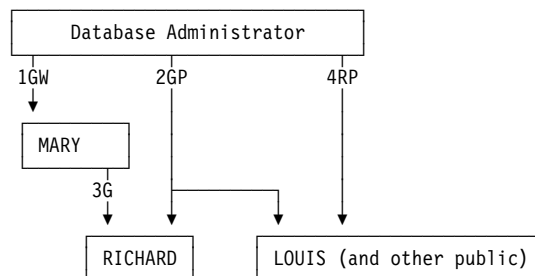 Database Administrator
1GW 2GP 4RP
MARY
3G
RICHARD LOUIS (and other public)